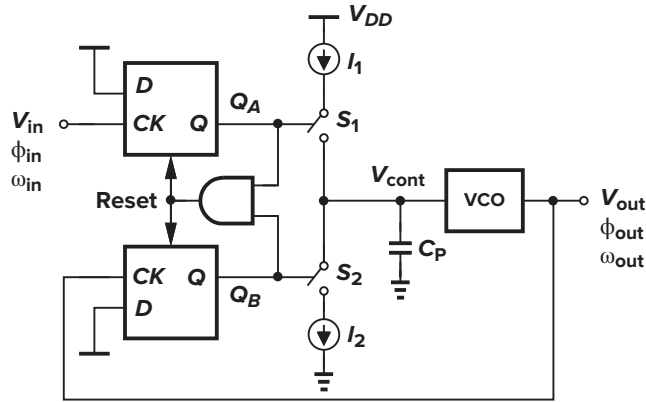 V_DD
I_1
D
Q_A
V_in
CK
Q
S_1
ϕ_in
ω_in
V_cont
Reset
VCO
V_out
ϕ_out
ω_out
C_P
CK
Q
S_2
D
Q_B
I_2